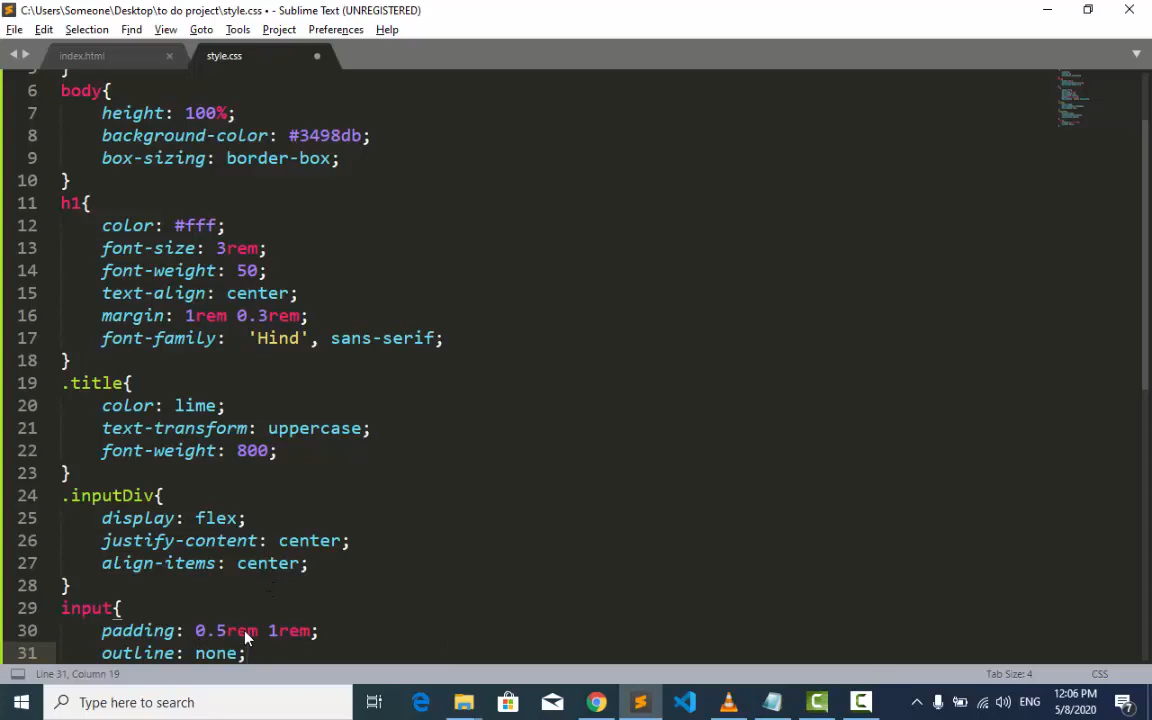 C:\Users\Someone\Desktop\to do project\style.css • - Sublime Text (UNREGISTERED)
File Edit Selection Find View Goto Tools Project Preferences Help
index.html style.css
5 }
6 body{
7 height: 100%;
8 background-color: #3498db;
9 box-sizing: border-box;
10 }
11 h1{
12 color: #fff;
13 font-size: 3rem;
14 font-weight: 50;
15 text-align: center;
16 margin: 1rem 0.3rem;
17 font-family: 'Hind', sans-serif;
18 }
19 .title{
20 color: lime;
21 text-transform: uppercase;
22 font-weight: 800;
23 }
24 .inputDiv{
25 display: flex;
26 justify-content: center;
27 align-items: center;
28 }
29 input{
30 padding: 0.5rem 1rem;
31 outline: none;
Line 31, Column 19 Tab Size: 4 CSS
Type here to search
ENG
12:06 PM
5/8/2020
7